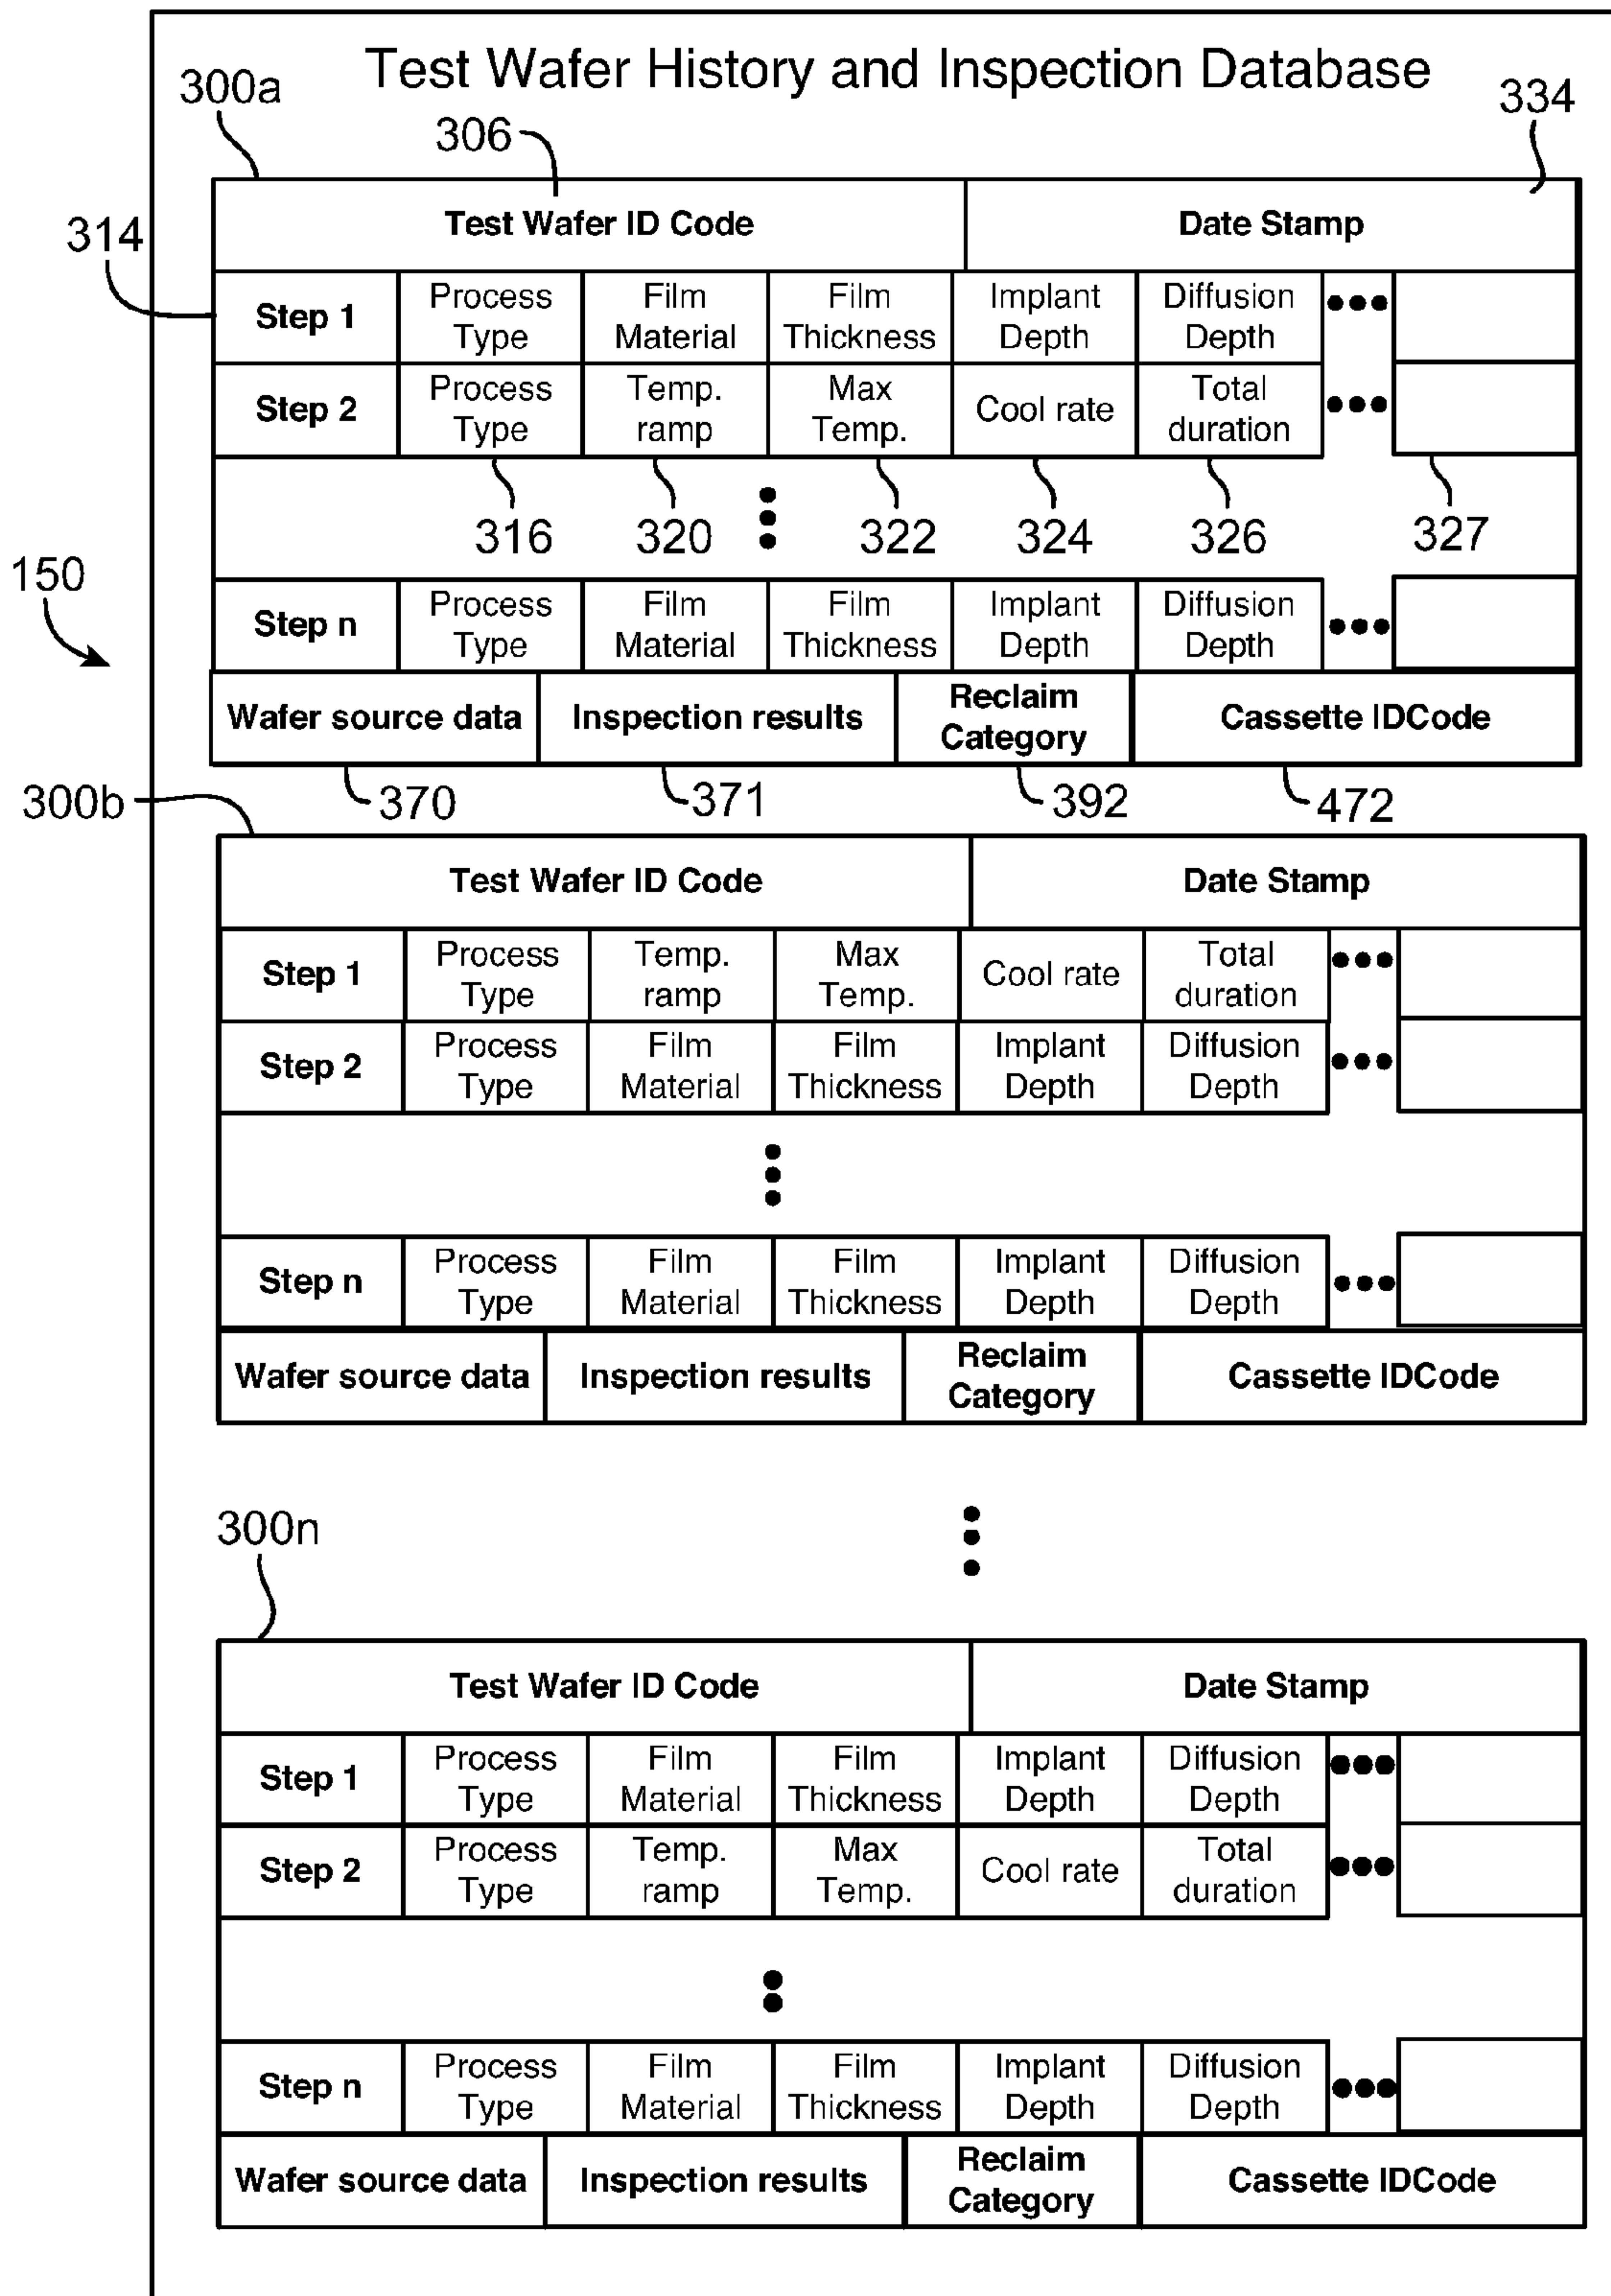 Test Wafer History and Inspection Database
300a
306
334
Test Wafer ID Code Date Stamp
314
Step 1 Process Type Film Material Film Thickness Implant Depth Diffusion Depth •••
Step 2 Process Type Temp. ramp Max Temp. Cool rate Total duration •••
316 320 322 324 326 327
150
Step n Process Type Film Material Film Thickness Implant Depth Diffusion Depth •••
Wafer source data Inspection results Reclaim Category Cassette IDCode
370 371 392 472
300b
Test Wafer ID Code Date Stamp
Step 1 Process Type Temp. ramp Max Temp. Cool rate Total duration •••
Step 2 Process Type Film Material Film Thickness Implant Depth Diffusion Depth •••
Step n Process Type Film Material Film Thickness Implant Depth Diffusion Depth •••
Wafer source data Inspection results Reclaim Category Cassette IDCode
300n
Test Wafer ID Code Date Stamp
Step 1 Process Type Film Material Film Thickness Implant Depth Diffusion Depth •••
Step 2 Process Type Temp. ramp Max Temp. Cool rate Total duration •••
Step n Process Type Film Material Film Thickness Implant Depth Diffusion Depth •••
Wafer source data Inspection results Reclaim Category Cassette IDCode